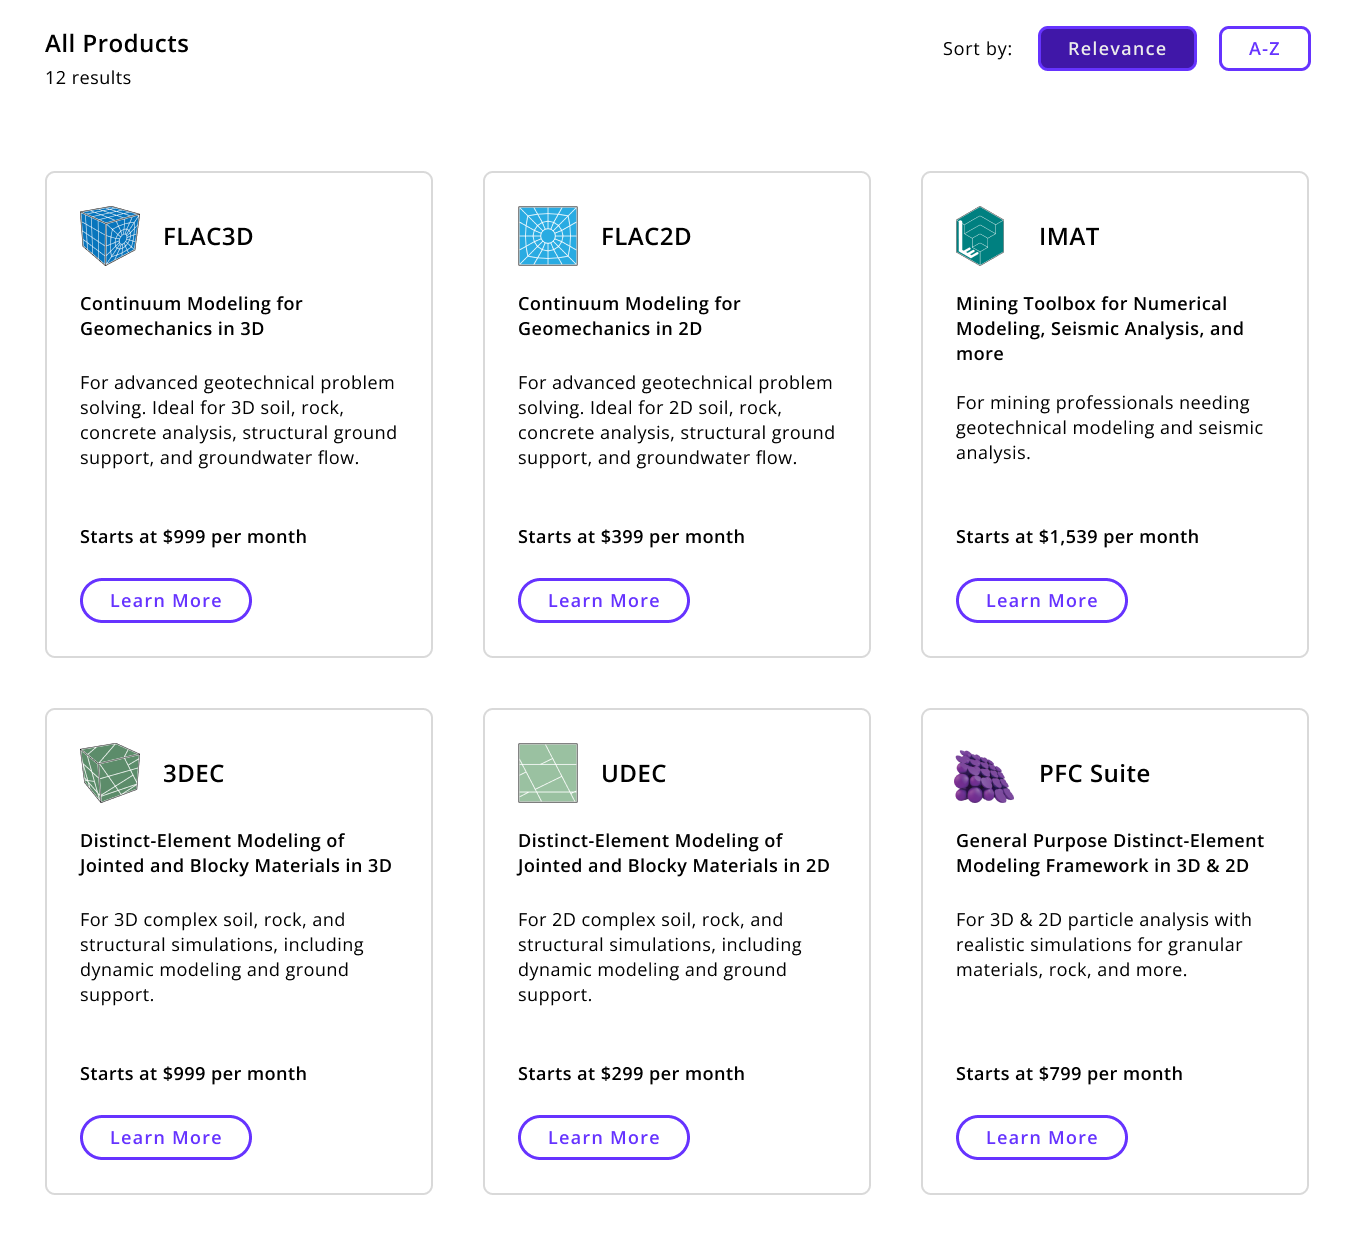 All Products
12 results
Sort by:
Relevance
A-Z
FLAC3D
Continuum Modeling for
Geomechanics in 3D
For advanced geotechnical problem
solving. Ideal for 3D soil, rock,
concrete analysis, structural ground
support, and groundwater flow.
Starts at $999 per month
Learn More
FLAC2D
Continuum Modeling for
Geomechanics in 2D
For advanced geotechnical problem
solving. Ideal for 2D soil, rock,
concrete analysis, structural ground
support, and groundwater flow.
Starts at $399 per month
Learn More
IMAT
Mining Toolbox for Numerical
Modeling, Seismic Analysis, and
more
For mining professionals needing
geotechnical modeling and seismic
analysis.
Starts at $1,539 per month
Learn More
3DEC
Distinct-Element Modeling of
Jointed and Blocky Materials in 3D
For 3D complex soil, rock, and
structural simulations, including
dynamic modeling and ground
support.
Starts at $999 per month
Learn More
UDEC
Distinct-Element Modeling of
Jointed and Blocky Materials in 2D
For 2D complex soil, rock, and
structural simulations, including
dynamic modeling and ground
support.
Starts at $299 per month
Learn More
PFC Suite
General Purpose Distinct-Element
Modeling Framework in 3D & 2D
For 3D & 2D particle analysis with
realistic simulations for granular
materials, rock, and more.
Starts at $799 per month
Learn More